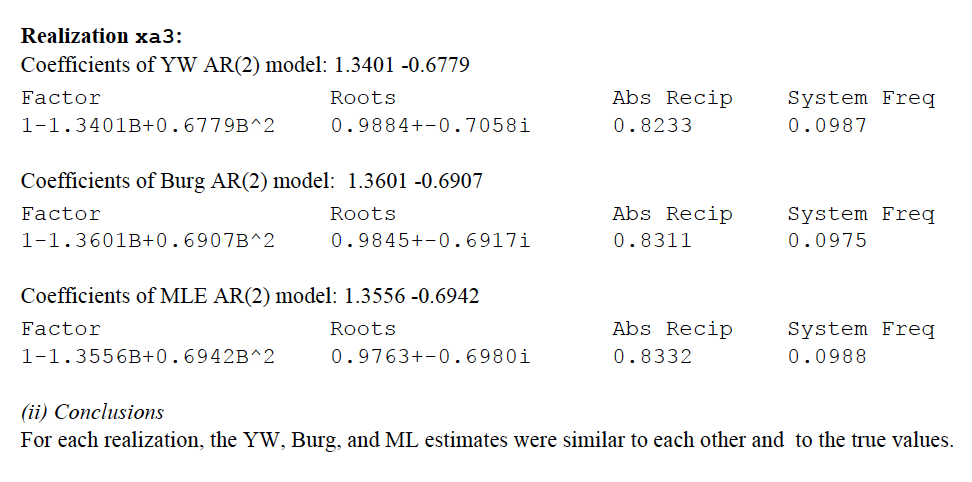 Realization xa3:
Coefficients of YW AR(2) model: 1.3401 -0.6779
Factor Roots Abs Recip System Freq
1-1.3401B+0.6779B^2 0.9884+-0.7058i 0.8233 0.0987
Coefficients of Burg AR(2) model: 1.3601 -0.6907
Factor Roots Abs Recip System Freq
1-1.3601B+0.6907B^2 0.9845+-0.6917i 0.8311 0.0975
Coefficients of MLE AR(2) model: 1.3556 -0.6942
Factor Roots Abs Recip System Freq
1-1.3556B+0.6942B^2 0.9763+-0.6980i 0.8332 0.0988
(ii) Conclusions
For each realization, the YW, Burg, and ML estimates were similar to each other and to the true values.